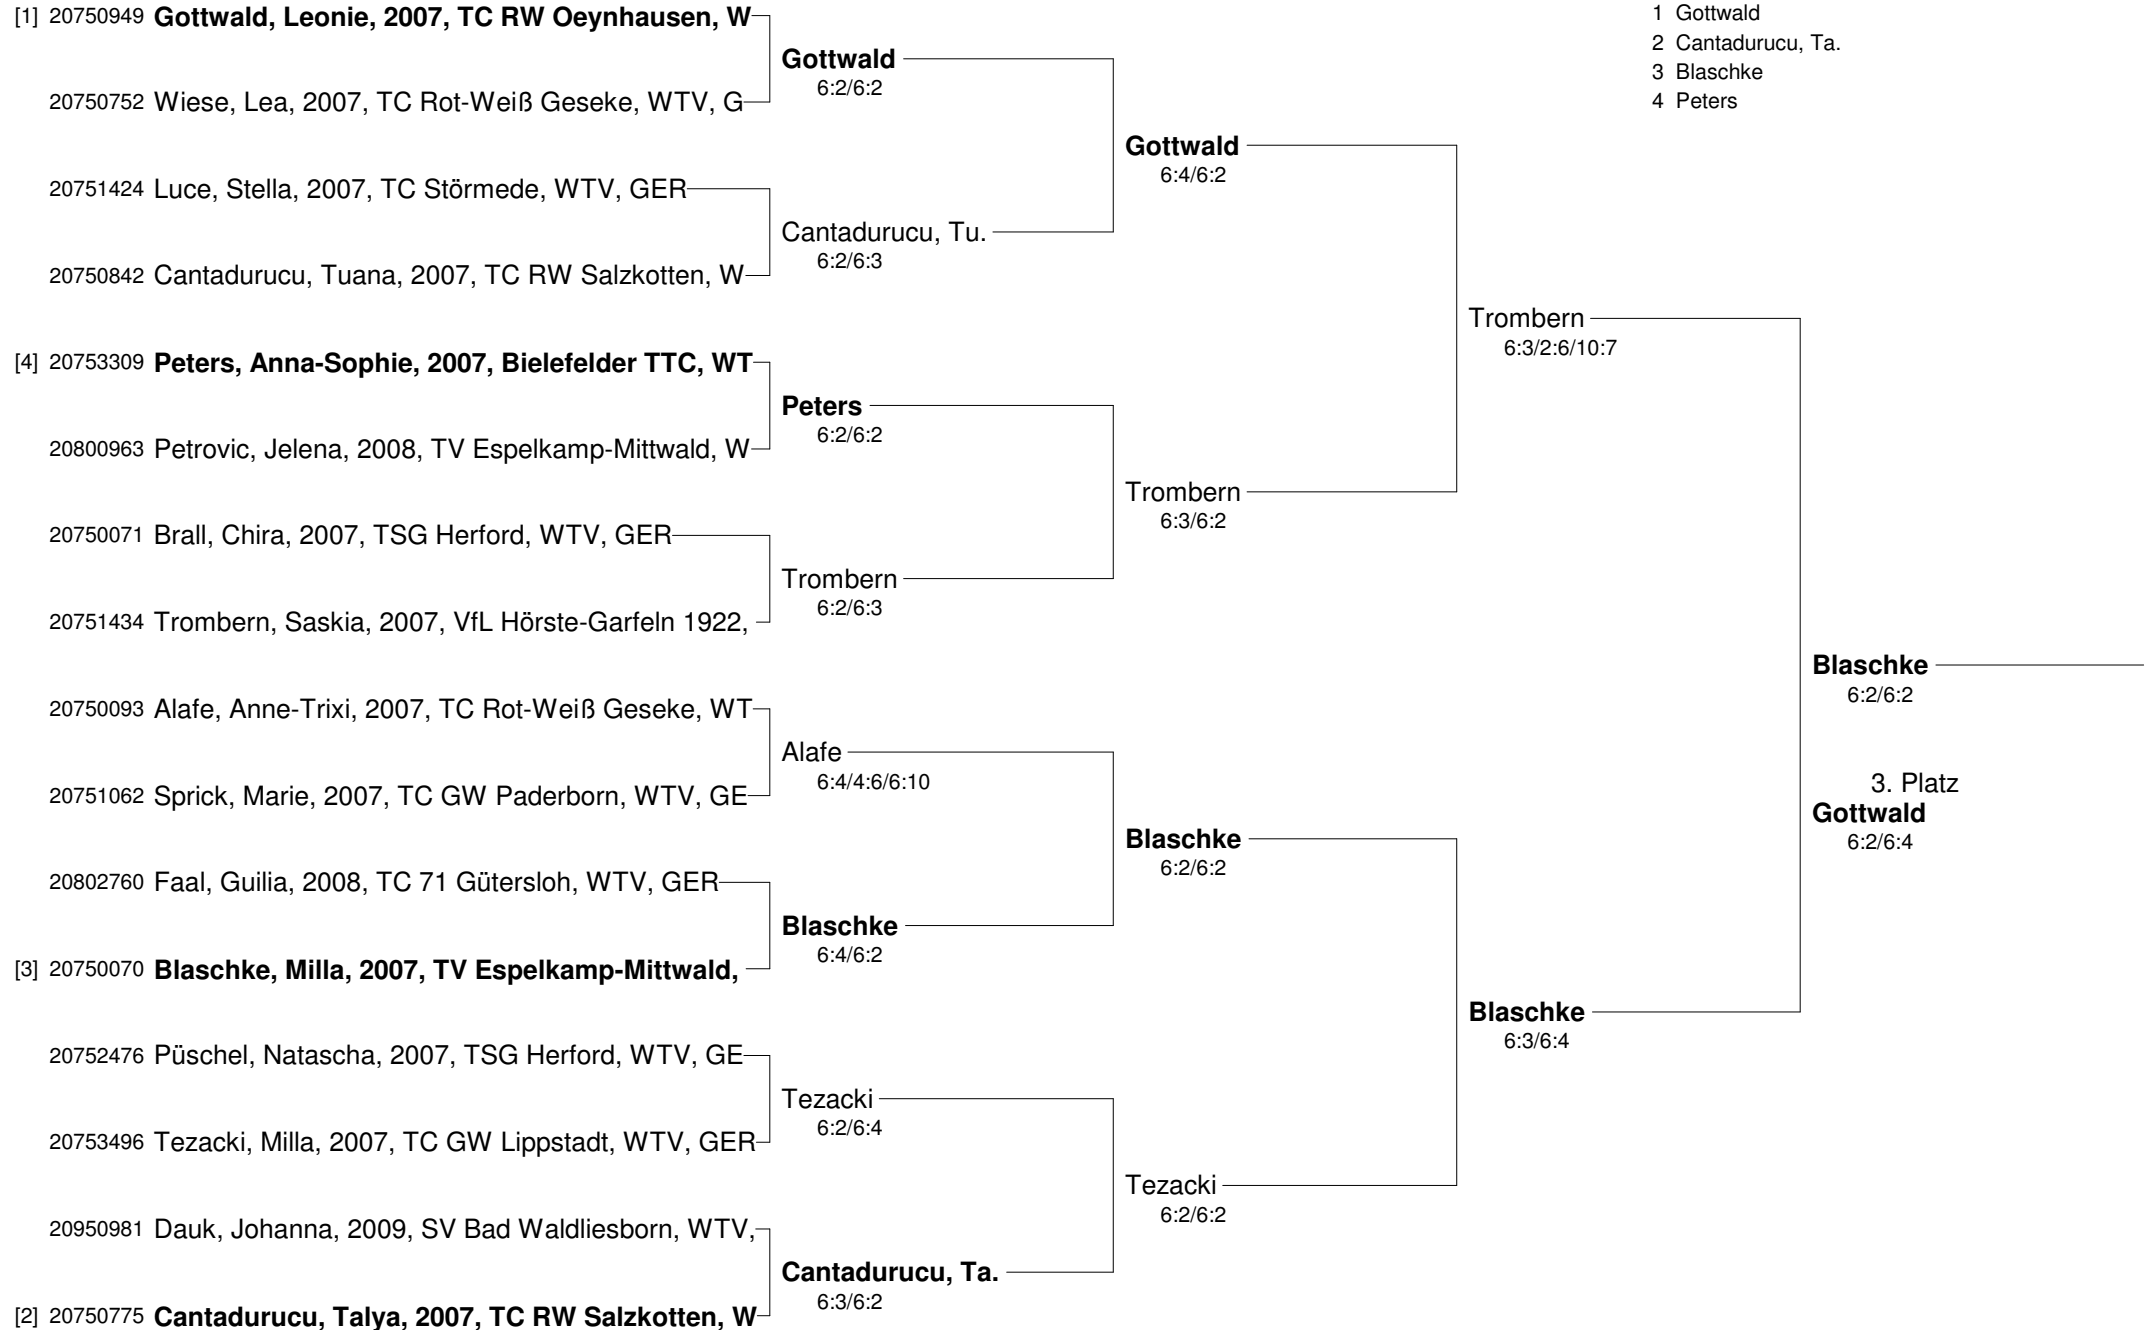 [1] 20750949 Gottwald, Leonie, 2007, TC RW Oeynhausen, W
1 Gottwald
2 Cantadurucu, Ta.
3 Blaschke
4 Peters
Gottwald
6:2/6:2
20750752 Wiese, Lea, 2007, TC Rot-Weiß Geseke, WTV, G
Gottwald
6:4/6:2
20751424 Luce, Stella, 2007, TC Störmede, WTV, GER
Cantadurucu, Tu.
6:2/6:3
20750842 Cantadurucu, Tuana, 2007, TC RW Salzkotten, W
Trombern
6:3/2:6/10:7
[4] 20753309 Peters, Anna-Sophie, 2007, Bielefelder TTC, WT
Peters
6:2/6:2
20800963 Petrovic, Jelena, 2008, TV Espelkamp-Mittwald, W
Trombern
6:3/6:2
20750071 Brall, Chira, 2007, TSG Herford, WTV, GER
Trombern
6:2/6:3
20751434 Trombern, Saskia, 2007, VfL Hörste-Garfeln 1922,
Blaschke
6:2/6:2
20750093 Alafe, Anne-Trixi, 2007, TC Rot-Weiß Geseke, WT
Alafe
6:4/4:6/6:10
3. Platz
Gottwald
6:2/6:4
20751062 Sprick, Marie, 2007, TC GW Paderborn, WTV, GE
Blaschke
6:2/6:2
20802760 Faal, Guilia, 2008, TC 71 Gütersloh, WTV, GER
Blaschke
6:4/6:2
[3] 20750070 Blaschke, Milla, 2007, TV Espelkamp-Mittwald,
Blaschke
6:3/6:4
20752476 Püschel, Natascha, 2007, TSG Herford, WTV, GE
Tezacki
6:2/6:4
20753496 Tezacki, Milla, 2007, TC GW Lippstadt, WTV, GER
Tezacki
6:2/6:2
20950981 Dauk, Johanna, 2009, SV Bad Waldliesborn, WTV,
Cantadurucu, Ta.
6:3/6:2
[2] 20750775 Cantadurucu, Talya, 2007, TC RW Salzkotten, W